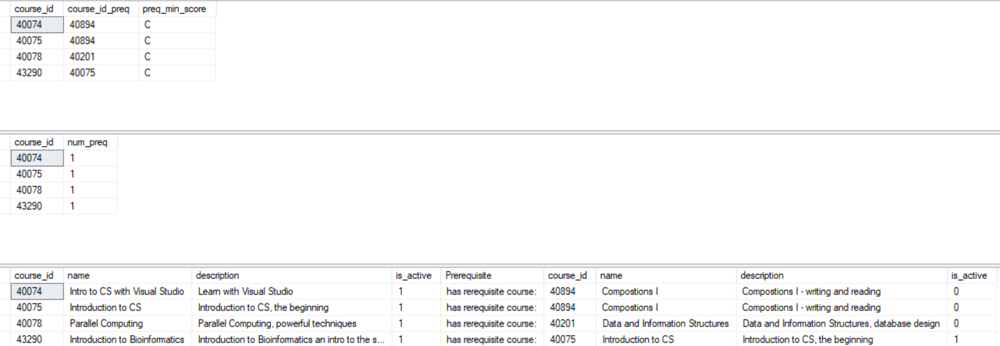 course_id course_id_preq preq_min_score
40074 40894 C
40075 40894 C
40078 40201 C
43290 40075 C
course_id num_preq
40074 1
40075 1
40078 1
43290 1
course_id name description is_active Prerequisite course_id name description is_active
40074 Intro to CS with Visual Studio Learn with Visual Studio 1 has rerequisite course: 40894 Compostions I Compostions I - writing and reading 0
40075 Introduction to CS Introduction to CS, the beginning 1 has rerequisite course: 40894 Compostions I Compostions I - writing and reading 0
40078 Parallel Computing Parallel Computing, powerful techniques 1 has rerequisite course: 40201 Data and Information Structures Data and Information Structures, database design 0
43290 Introduction to Bioinformatics Introduction to Bioinformatics an intro to the s... 1 has rerequisite course: 40075 Introduction to CS Introduction to CS, the beginning 1